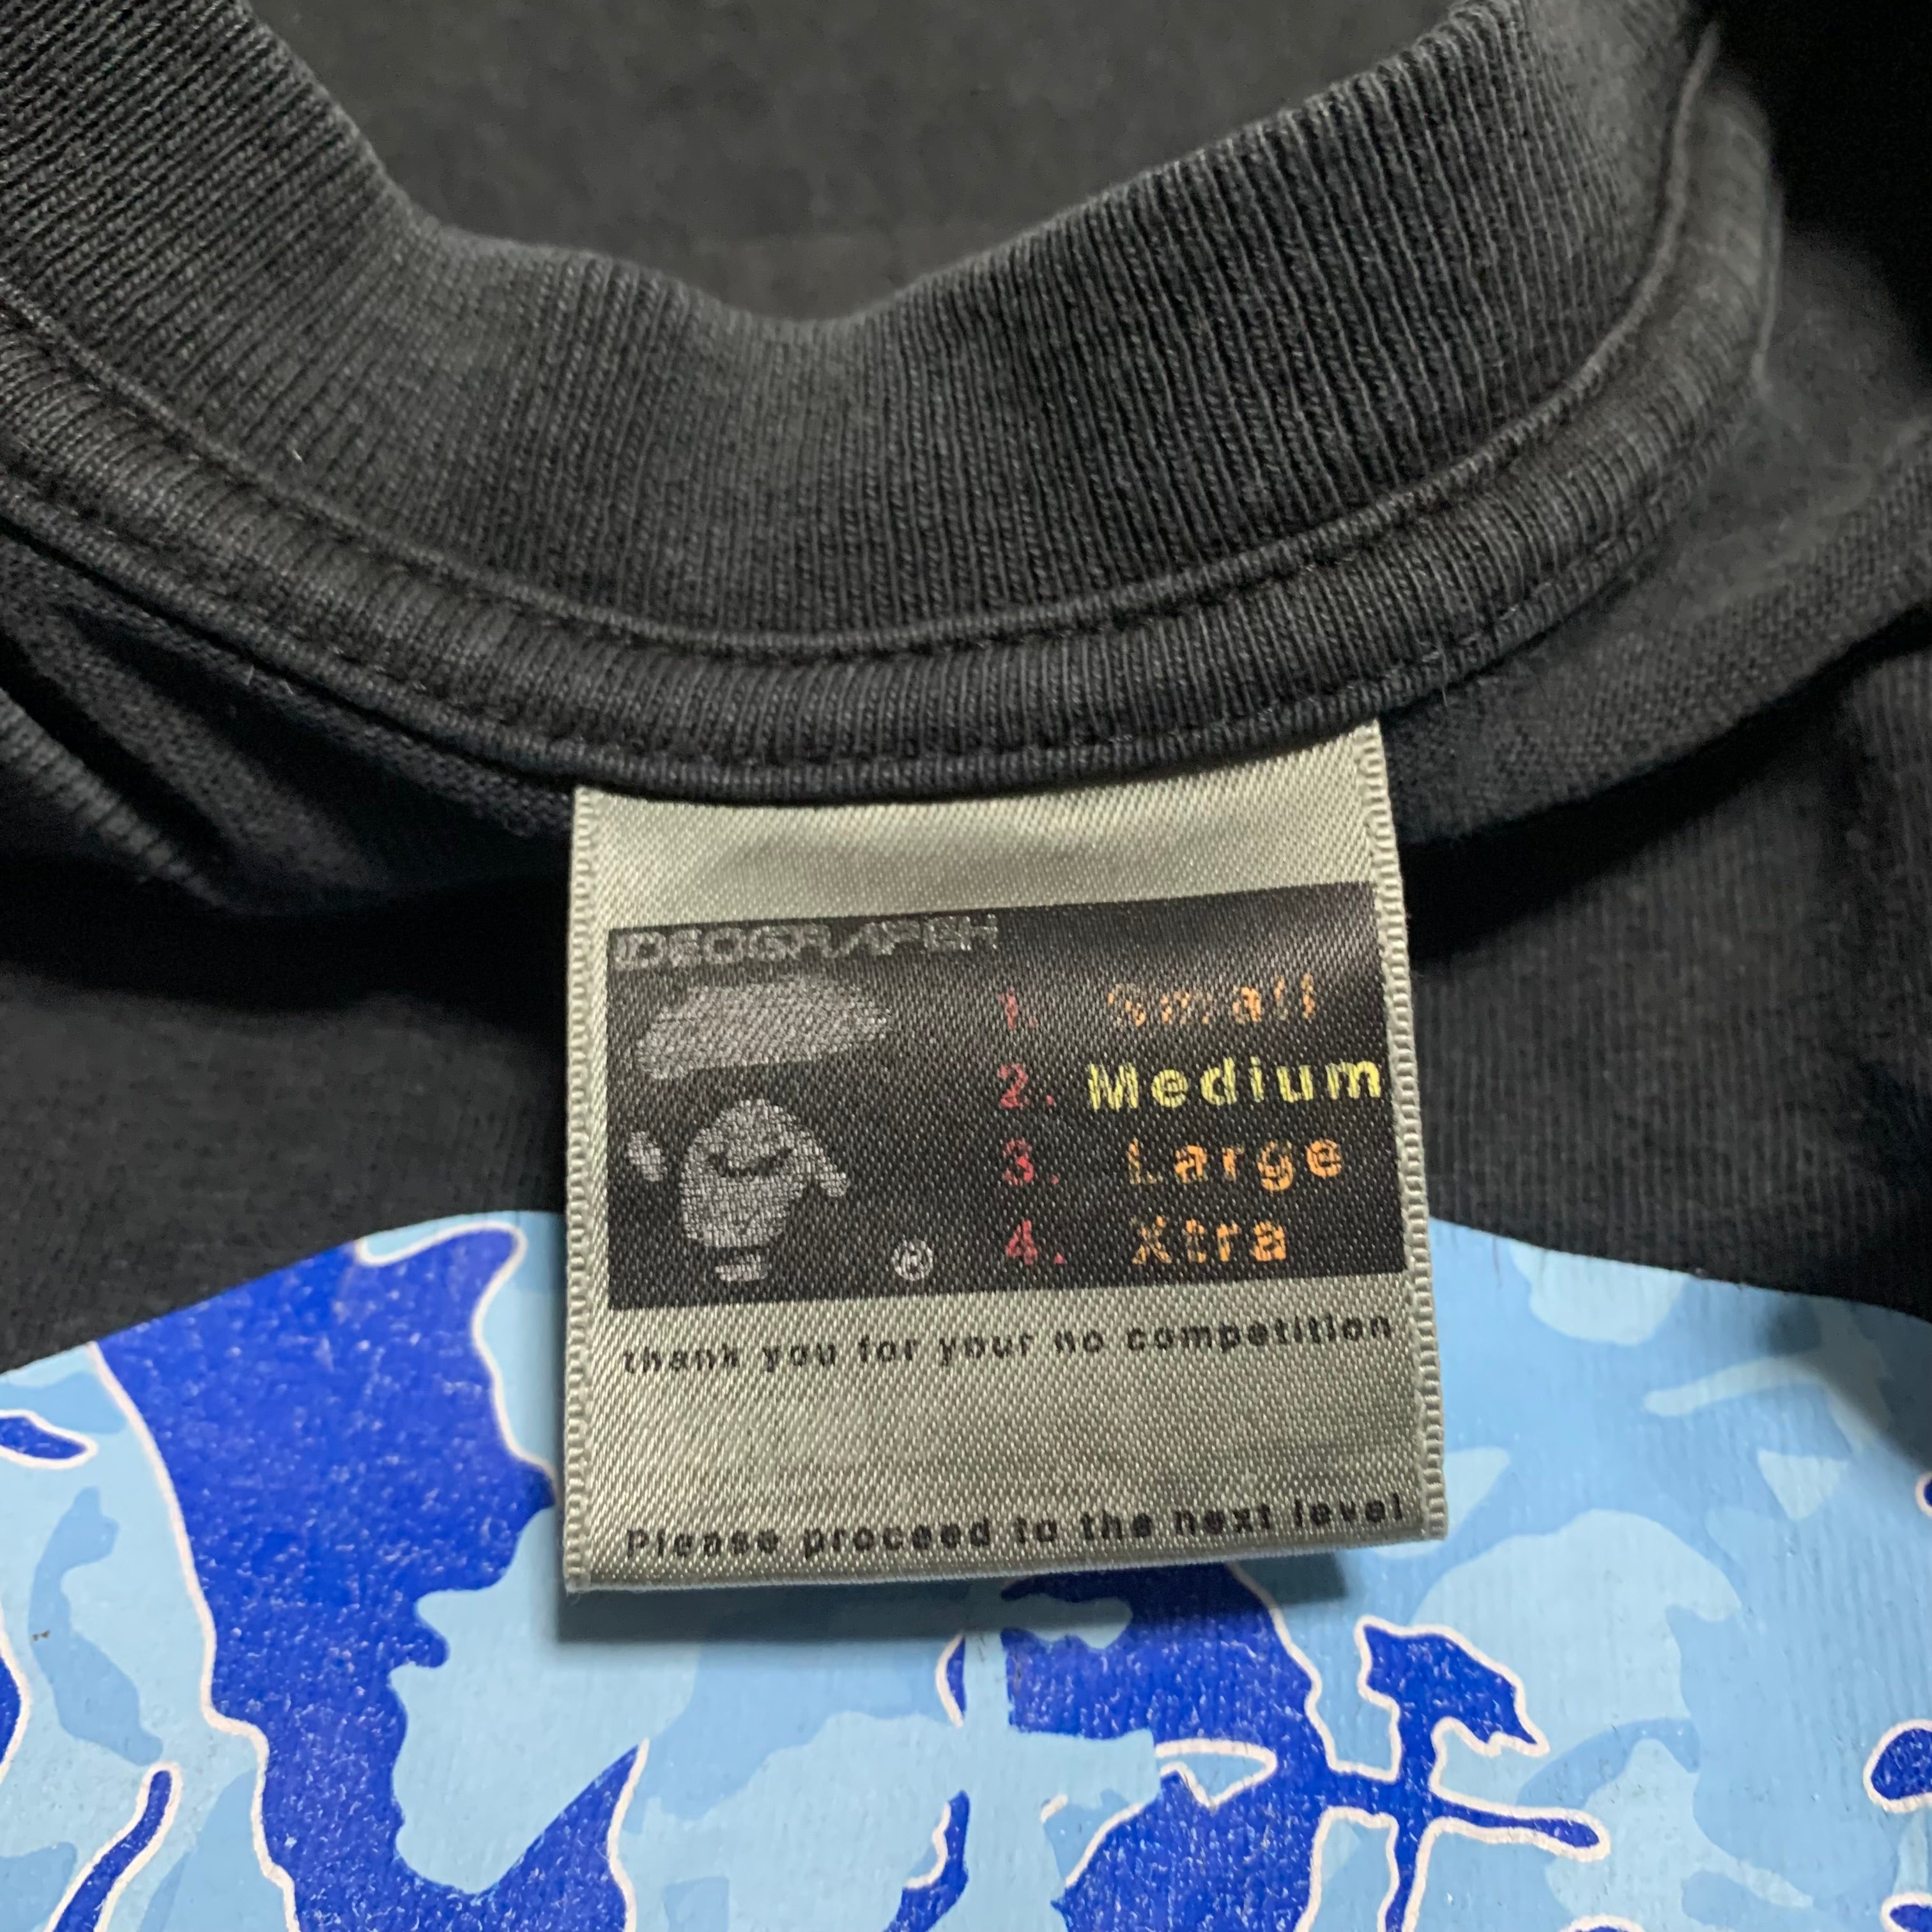 IDEOGRAPH
1. Small
2. Medium
3. Large
4. Xtra
®
thank you for your no competition
Please proceed to the next level